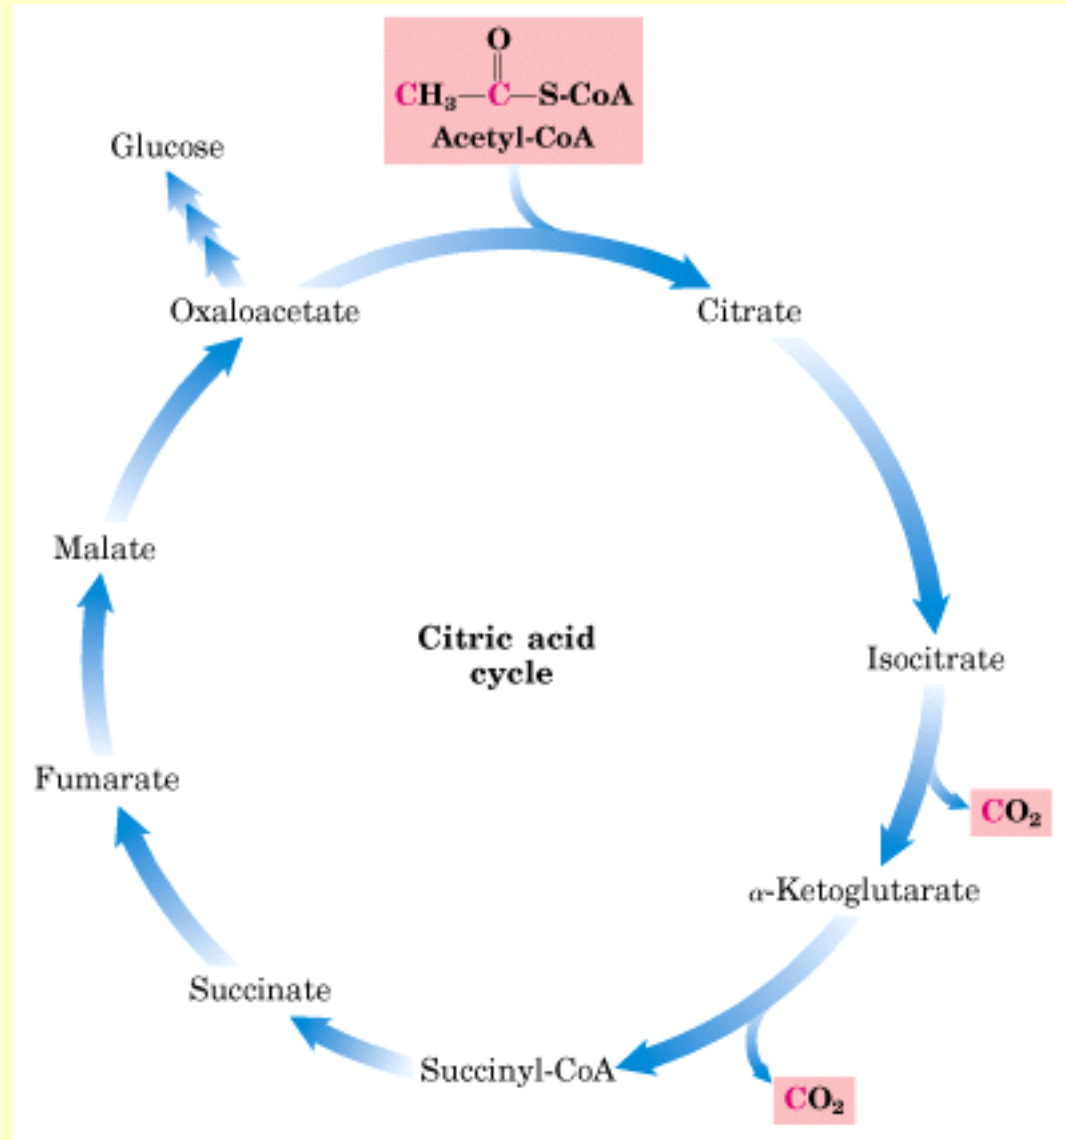 O
CH₃—C—S-CoA
Acetyl-CoA
Glucose
Oxaloacetate
Citrate
Malate
Citric acid
cycle
Isocitrate
Fumarate
CO₂
α-Ketoglutarate
Succinate
Succinyl-CoA
CO₂